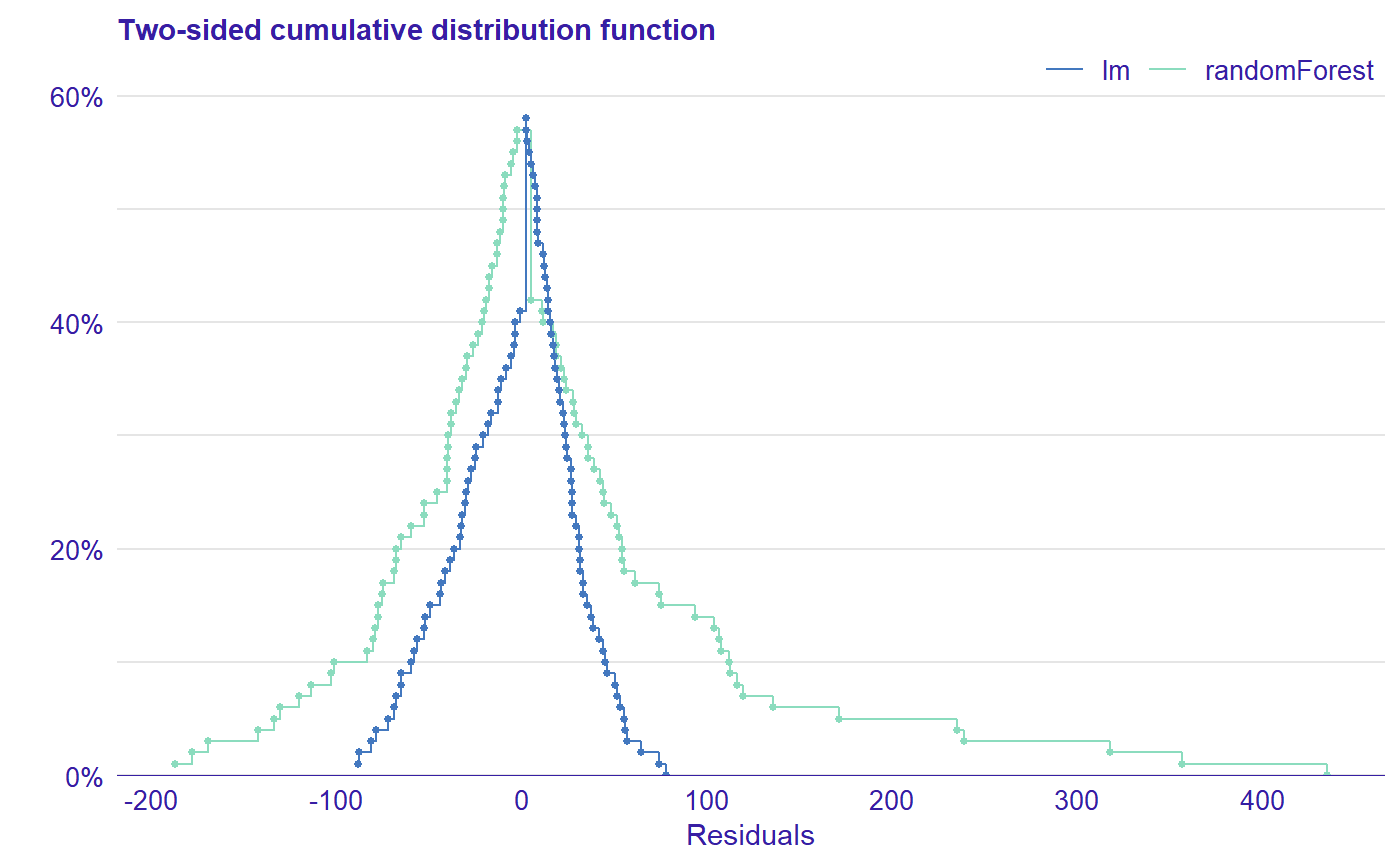 Two-sided cumulative distribution function
lm randomForest
60%
40%
20%
0%
-200 -100 0 100 200 300 400
Residuals